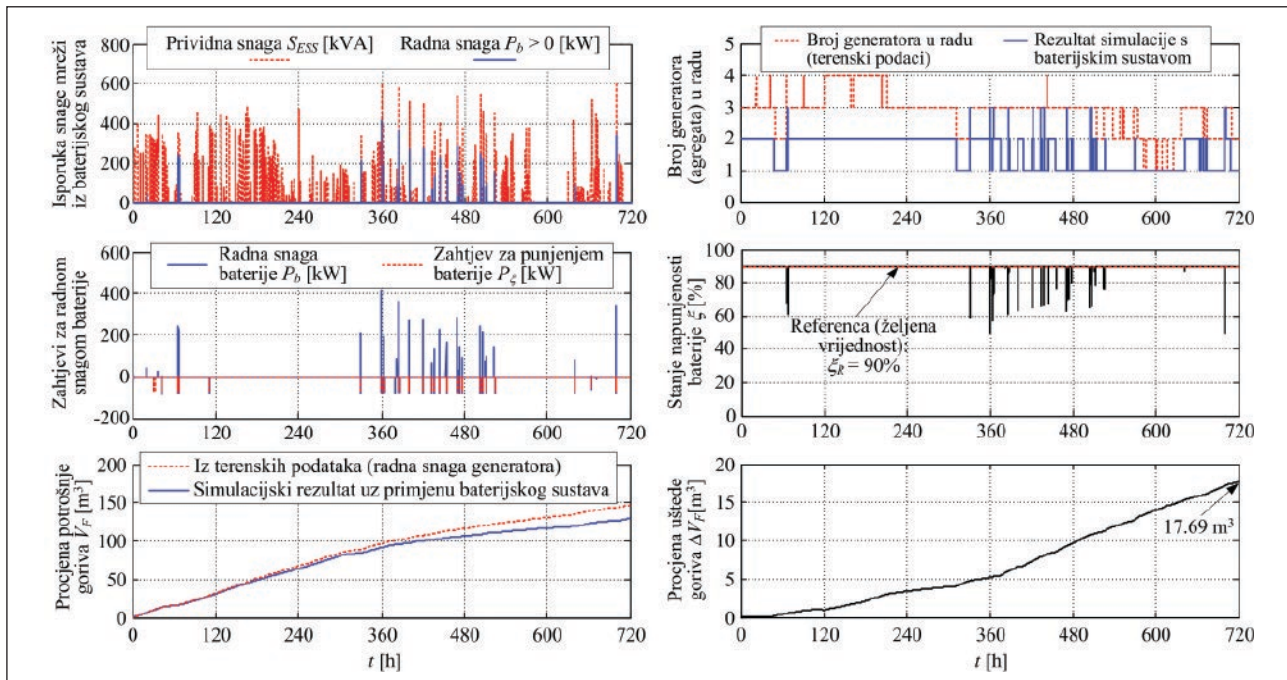 Isporuka snage mreži
iz baterijskog sustava
Prividna snaga S_ESS [kVA]
Radna snaga P_b > 0 [kW]
800
600
400
200
0
0 120 240 360 480 600 720
Broj generatora
(agregata) u radu
Broj generatora u radu
(terenski podaci)
Rezultat simulacije s
baterijskim sustavom
5
4
3
2
1
0
0 120 240 360 480 600 720
Zahtjevi za radnom
snagom baterije
Radna snaga
baterije P_b [kW]
Zahtjev za punjenjem
baterije P_ξ [kW]
600
400
200
0
-200
0 120 240 360 480 600 720
Stanje napunjenosti
baterije ξ [%]
100
80
60
40
20
0
Referenca (željena
vrijednost):
ξ_R = 90%
0 120 240 360 480 600 720
Procjena potrošnje
goriva V_F [m³]
Iz terenskih podataka (radna snaga generatora)
Simulacijski rezultat uz primjenu baterijskog sustava
200
150
100
50
0
0 120 240 360 480 600 720
t [h]
Procjena uštede
goriva ΔV_F [m³]
20
15
10
5
0
17.69 m³
0 120 240 360 480 600 720
t [h]